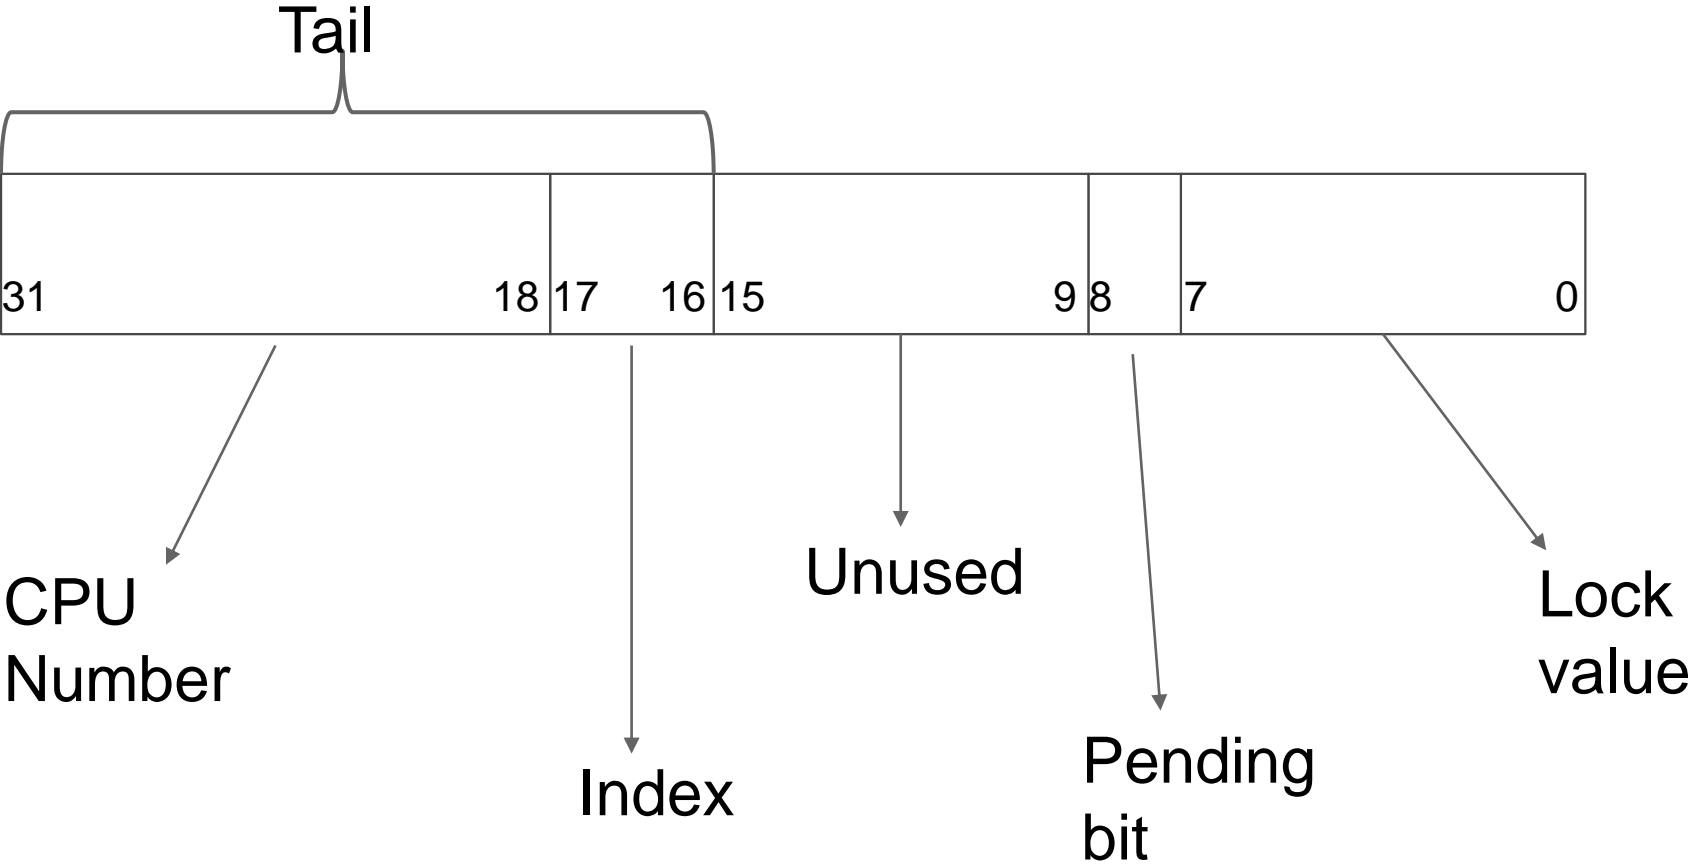 Tail
31 18 17 16 15 9 8 7 0
CPU
Number
Index
Unused
Pending
bit
Lock
value